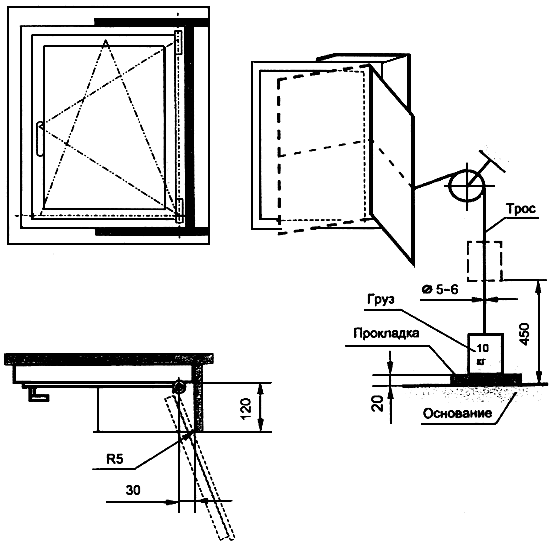 Трос
⌀ 5-6
Груз
450
Прокладка
10
кг
20
Основание
120
R5
30